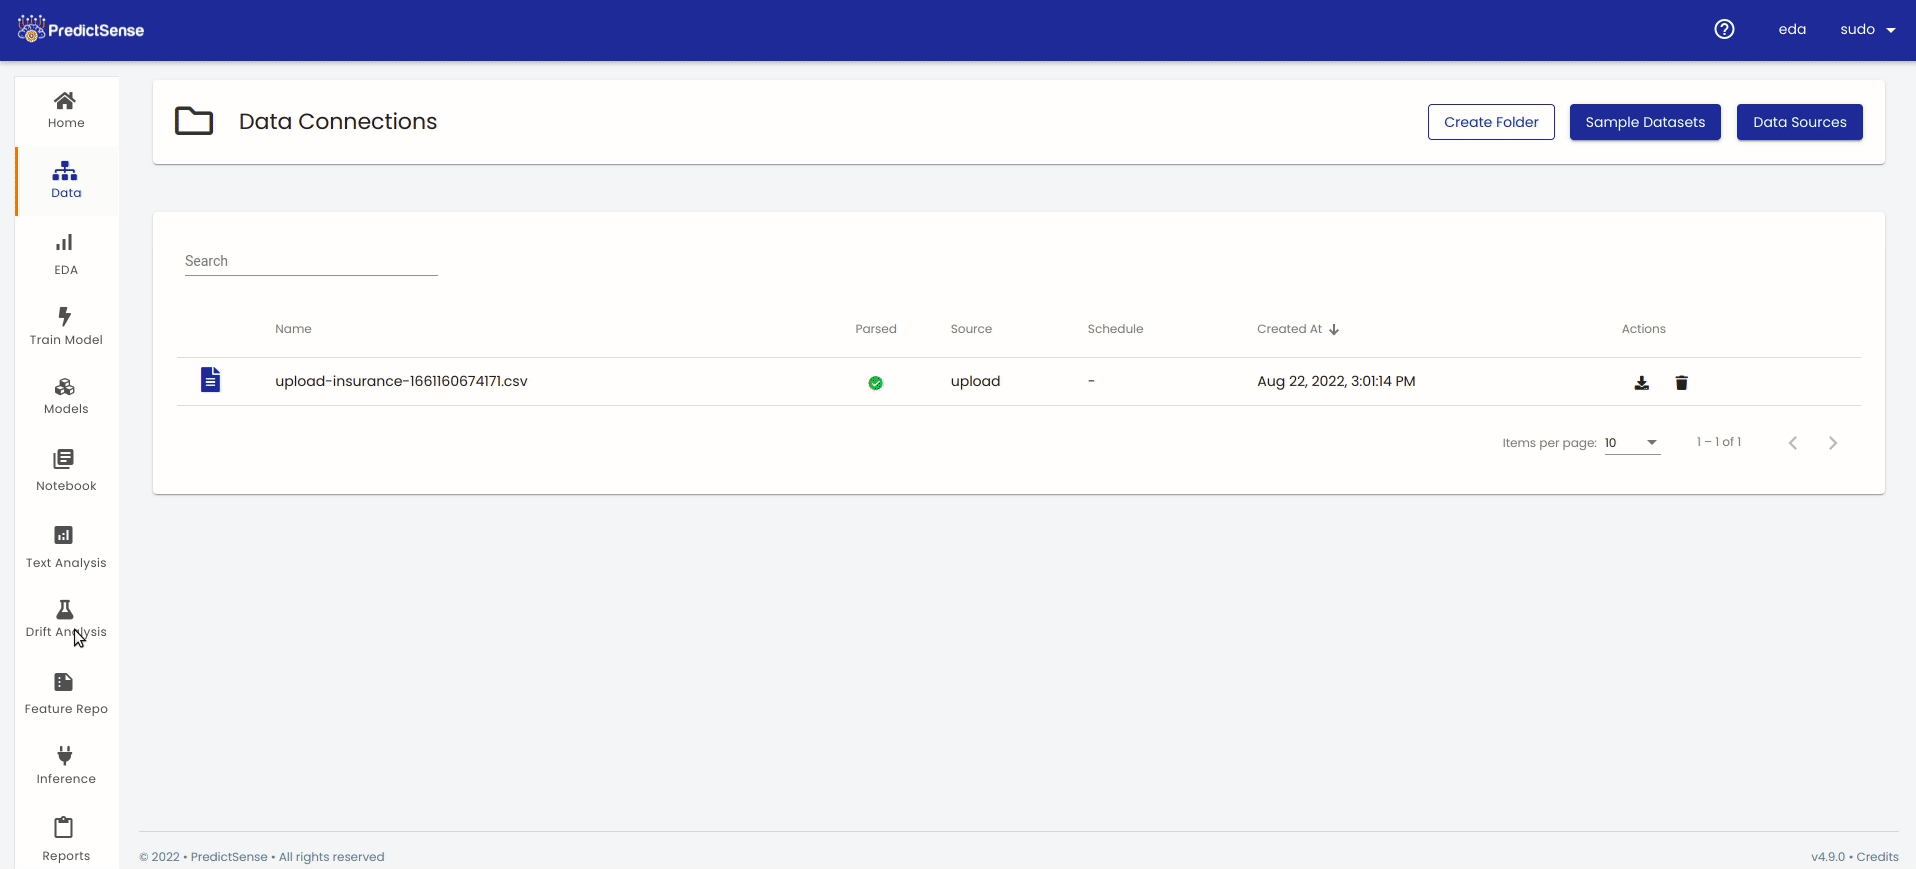 PredictSense
eda
sudo
Home
Data
EDA
Train Model
Models
Notebook
Text Analysis
Drift Analysis
Feature Repo
Inference
Reports
Data Connections
Create Folder
Sample Datasets
Data Sources
Search
Name Parsed Source Schedule Created At Actions
upload-insurance-1661160674171.csv upload - Aug 22, 2022, 3:01:14 PM
Items per page: 10 1 – 1 of 1
© 2022 • PredictSense • All rights reserved
v4.9.0 • Credits